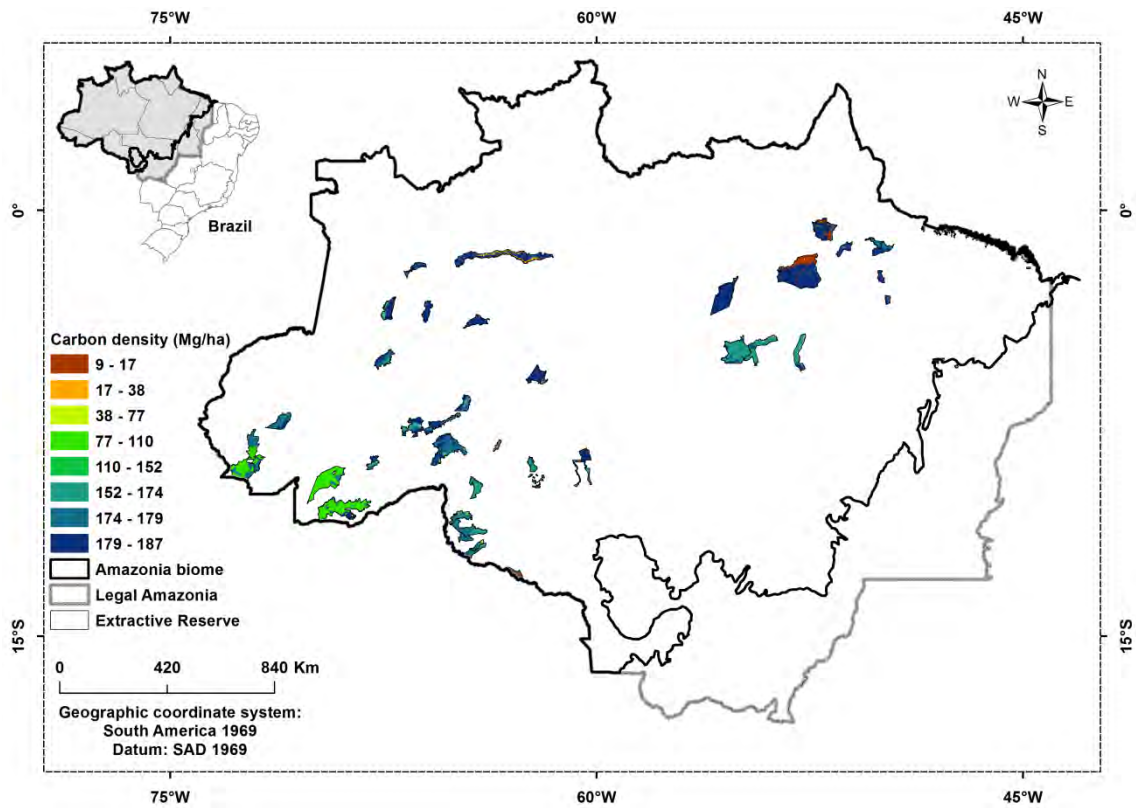 75°W 60°W 45°W
N
W E
S
0° 0°
Brazil
Carbon density (Mg/ha)
9 - 17
17 - 38
38 - 77
77 - 110
110 - 152
152 - 174
174 - 179
179 - 187
Amazonia biome
Legal Amazonia
Extractive Reserve
15°S 15°S
0 420 840 Km
Geographic coordinate system:
South America 1969
Datum: SAD 1969
75°W 60°W 45°W